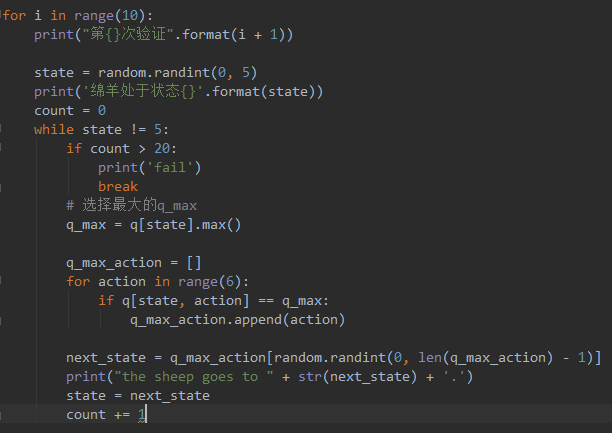 for i in range(10):
    print("第{}次验证".format(i + 1))

    state = random.randint(0, 5)
    print('绵羊处于状态{}'.format(state))
    count = 0
    while state != 5:
        if count > 20:
            print('fail')
            break
        # 选择最大的q_max
        q_max = q[state].max()

        q_max_action = []
        for action in range(6):
            if q[state, action] == q_max:
                q_max_action.append(action)

        next_state = q_max_action[random.randint(0, len(q_max_action) - 1)]
        print("the sheep goes to " + str(next_state) + '.')
        state = next_state
        count += 1